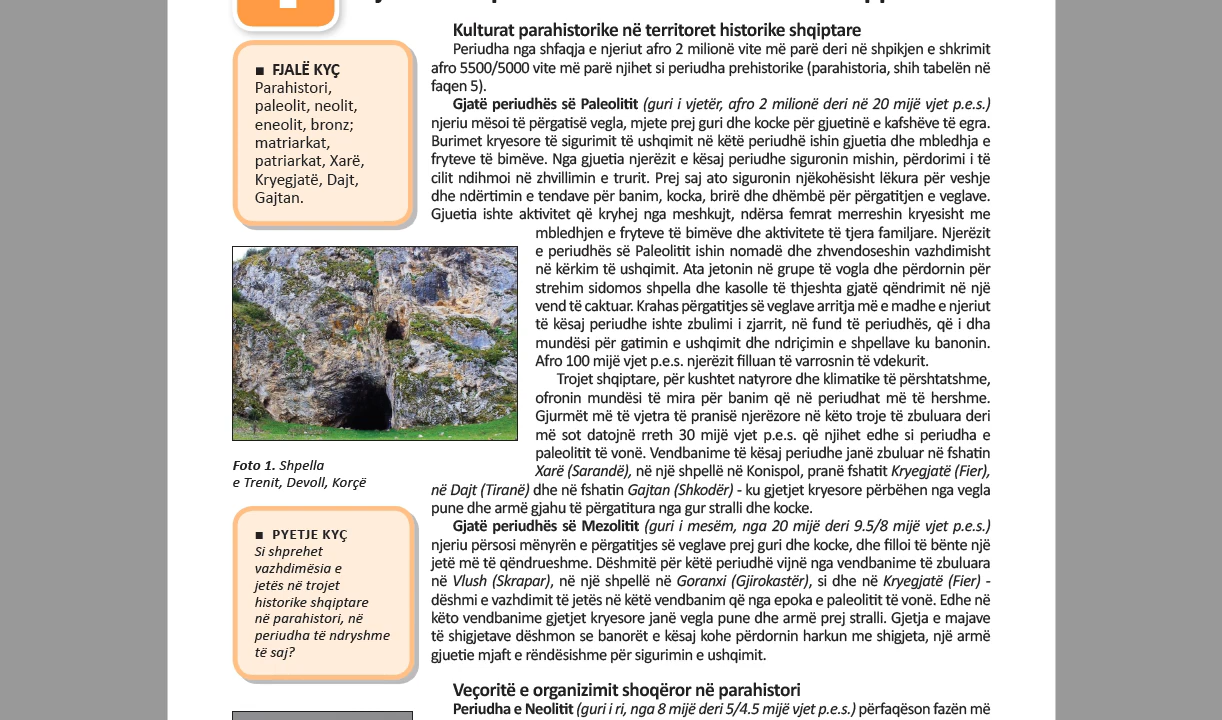 ■ FJALË KYÇ
Parahistori,
paleolit, neolit,
eneolit, bronz;
matriarkat,
patriarkat, Xarë,
Kryegjatë, Dajt,
Gajtan.
Foto 1. Shpella
e Trenit, Devoll, Korçë
■ PYETJE KYÇ
Si shprehet
vazhdimësia e
jetës në trojet
historike shqiptare
në parahistori, në
periudha të ndryshme
të saj?
Kulturat parahistorike në territoret historike shqiptare
Periudha nga shfaqja e njeriut afro 2 milionë vite më parë deri në shpikjen e shkrimit
afro 5500/5000 vite më parë njihet si periudha prehistorike (parahistoria, shih tabelën në
faqen 5).
Gjatë periudhës së Paleolitit (guri i vjetër, afro 2 milionë deri në 20 mijë vjet p.e.s.)
njeriu mësoi të përgatisë vegla, mjete prej guri dhe kocke për gjuetinë e kafshëve të egra.
Burimet kryesore të sigurimit të ushqimit në këtë periudhë ishin gjuetia dhe mbledhja e
fryteve të bimëve. Nga gjuetia njerëzit e kësaj periudhe siguronin mishin, përdorimi i të
cilit ndihmoi në zhvillimin e trurit. Prej saj ato siguronin njëkohësisht lëkura për veshje
dhe ndërtimin e tendave për banim, kocka, brirë dhe dhëmbë për përgatitjen e veglave.
Gjuetia ishte aktivitet që kryhej nga meshkujt, ndërsa femrat merreshin kryesisht me
mbledhjen e fryteve të bimëve dhe aktivitete të tjera familjare. Njerëzit
e periudhës së Paleolitit ishin nomadë dhe zhvendoseshin vazhdimisht
në kërkim të ushqimit. Ata jetonin në grupe të vogla dhe përdornin për
strehim sidomos shpella dhe kasolle të thjeshta gjatë qëndrimit në një
vend të caktuar. Krahas përgatitjes së veglave arritja më e madhe e njeriut
të kësaj periudhe ishte zbulimi i zjarrit, në fund të periudhës, që i dha
mundësi për gatimin e ushqimit dhe ndriçimin e shpellave ku banonin.
Afro 100 mijë vjet p.e.s. njerëzit filluan të varrosnin të vdekurit.
Trojet shqiptare, për kushtet natyrore dhe klimatike të përshtatshme,
ofronin mundësi të mira për banim që në periudhat më të hershme.
Gjurmët më të vjetra të pranisë njerëzore në këto troje të zbuluara deri
më sot datojnë rreth 30 mijë vjet p.e.s. që njihet edhe si periudha e
paleolitit të vonë. Vendbanime të kësaj periudhe janë zbuluar në fshatin
Xarë (Sarandë), në një shpellë në Konispol, pranë fshatit Kryegjatë (Fier),
në Dajt (Tiranë) dhe në fshatin Gajtan (Shkodër) - ku gjetjet kryesore përbëhen nga vegla
pune dhe armë gjahu të përgatitura nga gur stralli dhe kocke.
Gjatë periudhës së Mezolitit (guri i mesëm, nga 20 mijë deri 9.5/8 mijë vjet p.e.s.)
njeriu përsosi mënyrën e përgatitjes së veglave prej guri dhe kocke, dhe filloi të bënte një
jetë më të qëndrueshme. Dëshmitë për këtë periudhë vijnë nga vendbanime të zbuluara
në Vlush (Skrapar), në një shpellë në Goranxi (Gjirokastër), si dhe në Kryegjatë (Fier) -
dëshmi e vazhdimit të jetës në këtë vendbanim që nga epoka e paleolitit të vonë. Edhe në
këto vendbanime gjetjet kryesore janë vegla pune dhe armë prej stralli. Gjetja e majave
të shigjetave dëshmon se banorët e kësaj kohe përdornin harkun me shigjeta, një armë
gjuetie mjaft e rëndësishme për sigurimin e ushqimit.
Veçoritë e organizimit shoqëror në parahistori
Periudha e Neolitit (guri i ri, nga 8 mijë deri 5/4.5 mijë vjet p.e.s.) përfaqëson fazën më